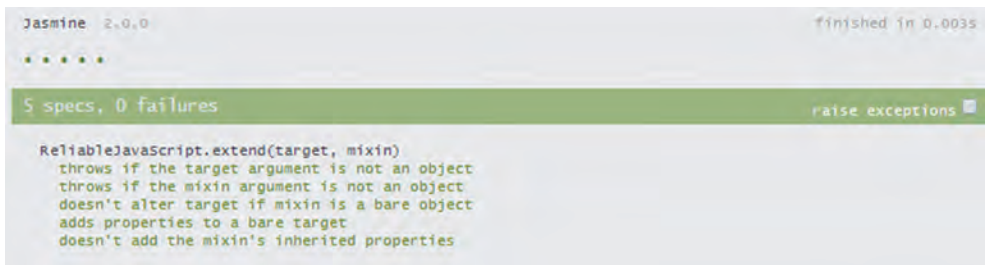 Jasmine 2.0.0 finished in 0.003s
5 specs, 0 failures raise exceptions
ReliableJavaScript.extend(target, mixin)
throws if the target argument is not an object
throws if the mixin argument is not an object
doesn't alter target if mixin is a bare object
adds properties to a bare target
doesn't add the mixin's inherited properties